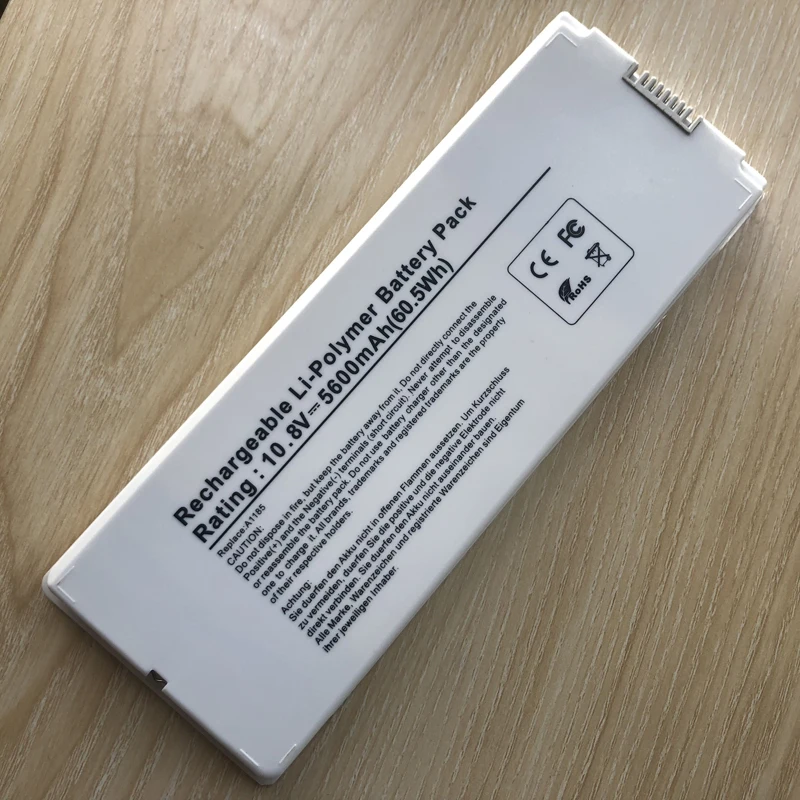 Rechargeable Li-Polymer Battery Pack
Rating : 10.8V⎓5600mAh(60.5Wh)
Replace:A1185
CAUTION:
Do not dispose in fire, but keep the battery away from it. Do not directly connect the
Positive(+) and the Negative(-) terminals (short circuit). Never attempt to disassemble
or reassemble the battery pack. Do not use battery charger other than the designated
one to charge it. All brands, trademarks and registered trademarks are the property
of their respective holders.
Achtung:
Sie duerfen den Akku nicht in offenen Flammen aussetzen. Um Kurzschluss
zu vermeiden, duerfen Sie die positive und die negative Elektrode nicht
direkt verbinden. Sie duerfen den Akku nicht auseinander bauen.
Alle Marke, Warenzeichen und registrierte Warenzeichen sind Eigentum
ihrer jeweiligen Inhaber.
CE FC
RoHS